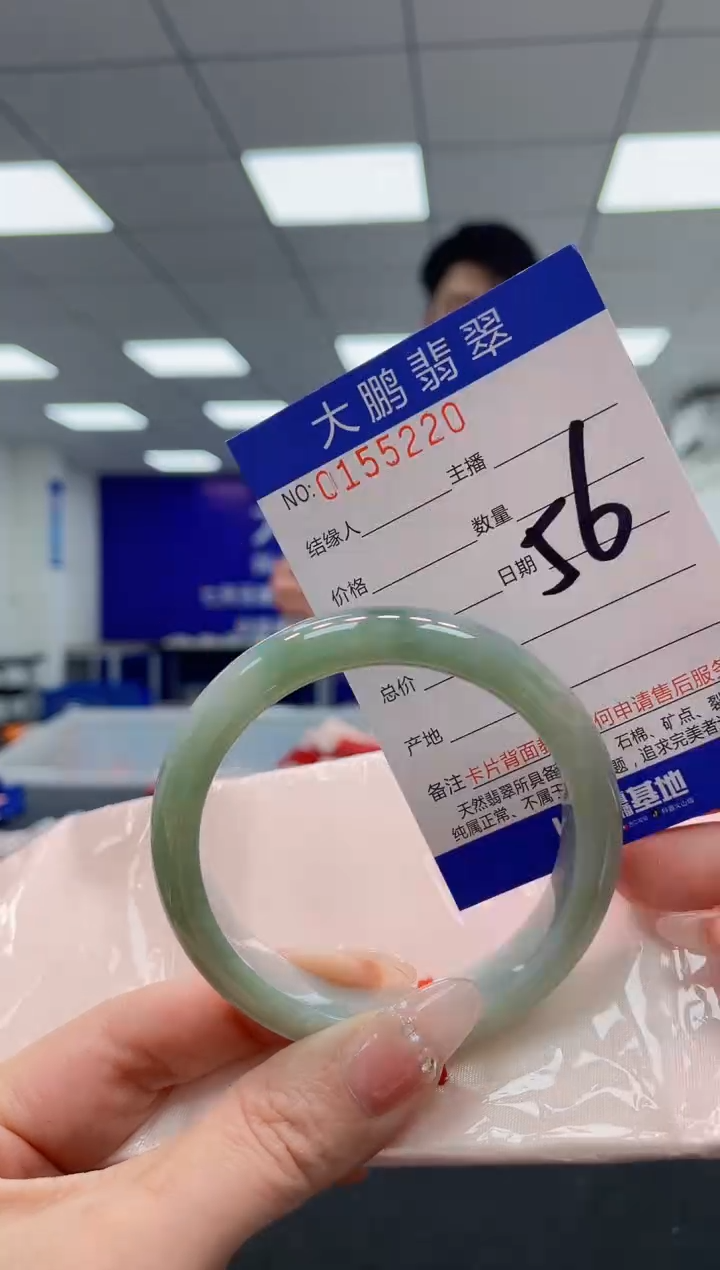 大鹏翡翠
NO: 0155220
结缘人 主播
价格 数量
日期
56
总价
产地
备注 卡片背面 何申请售后服务
天然翡翠所具备 石棉、矿点、裂
纯属正常、不属于 题,追求完美者
基地